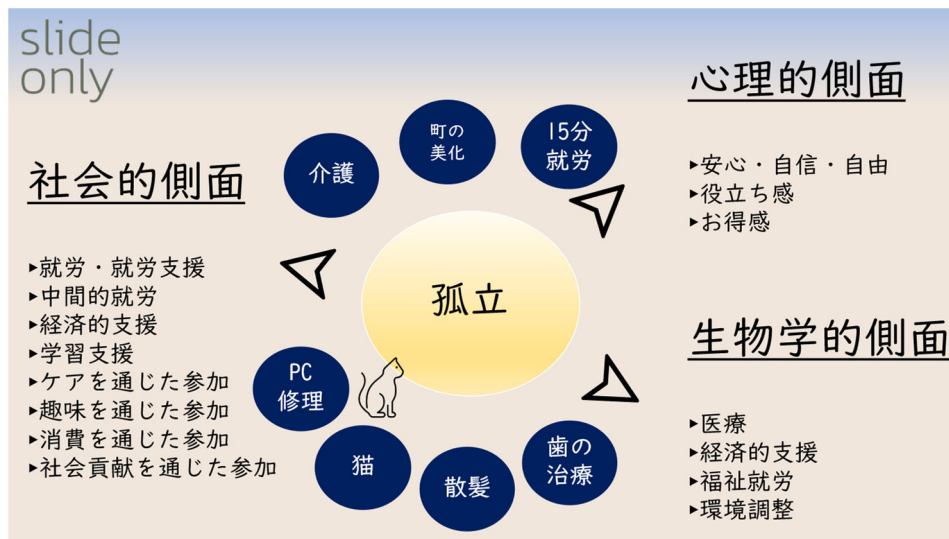 slide
only
社会的側面
▸就労・就労支援
▸中間的就労
▸経済的支援
▸学習支援
▸ケアを通じた参加
▸趣味を通じた参加
▸消費を通じた参加
▸社会貢献を通じた参加
介護
町の
美化
15分
就労
孤立
PC
修理
猫
散髪
歯の
治療
心理的側面
▸安心・自信・自由
▸役立ち感
▸お得感
生物学的側面
▸医療
▸経済的支援
▸福祉就労
▸環境調整